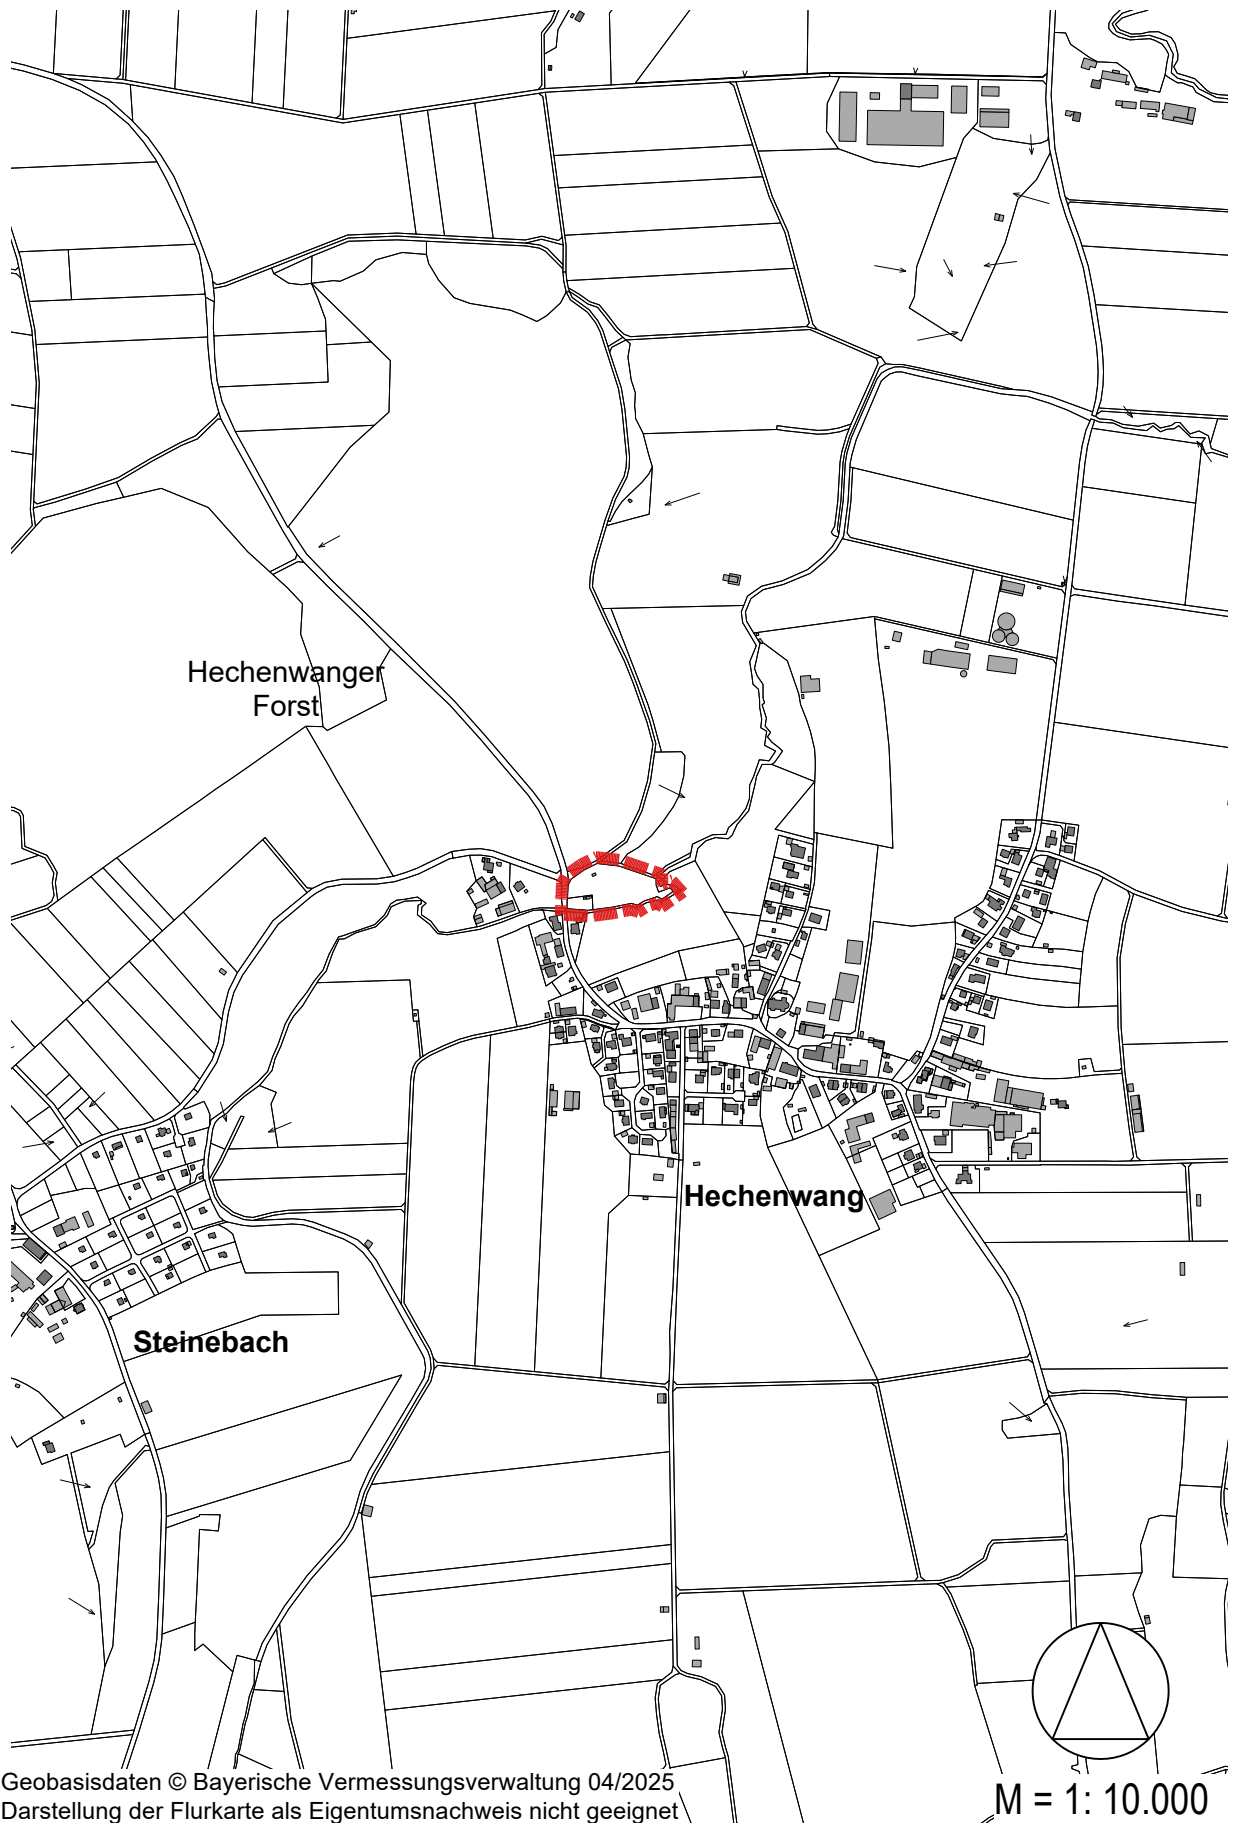 Hechenwanger
Forst
Hechenwang
Steinebach
Geobasisdaten © Bayerische Vermessungsverwaltung 04/2025
Darstellung der Flurkarte als Eigentumsnachweis nicht geeignet
M = 1: 10.000